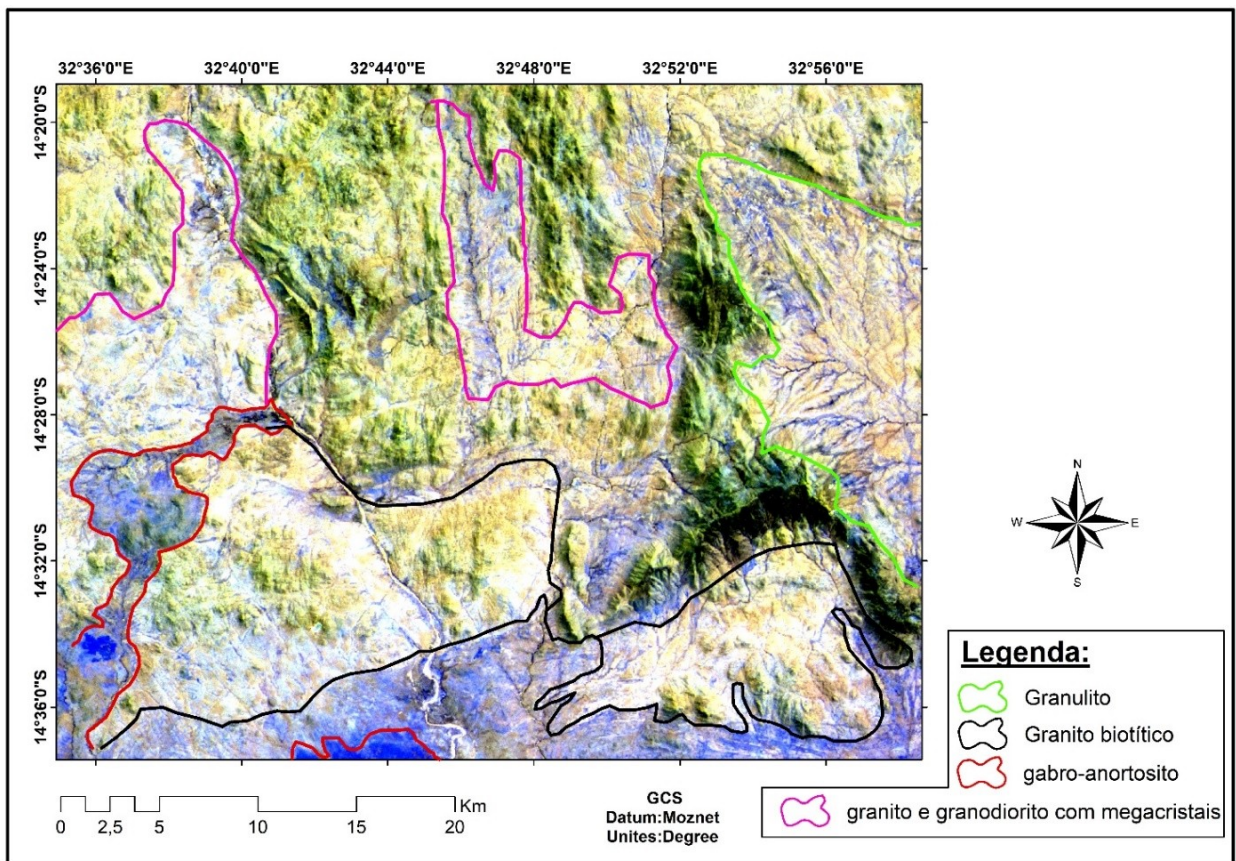 32°36'0"E 32°40'0"E 32°44'0"E 32°48'0"E 32°52'0"E 32°56'0"E
14°20'0"S
14°24'0"S
14°28'0"S
14°32'0"S
14°36'0"S
N
W E
S
Legenda:
Granulito
Granito biotítico
gabro-anortosito
granito e granodiorito com megacristais
Km
0 2,5 5 10 15 20
GCS
Datum:Moznet
Unites:Degree